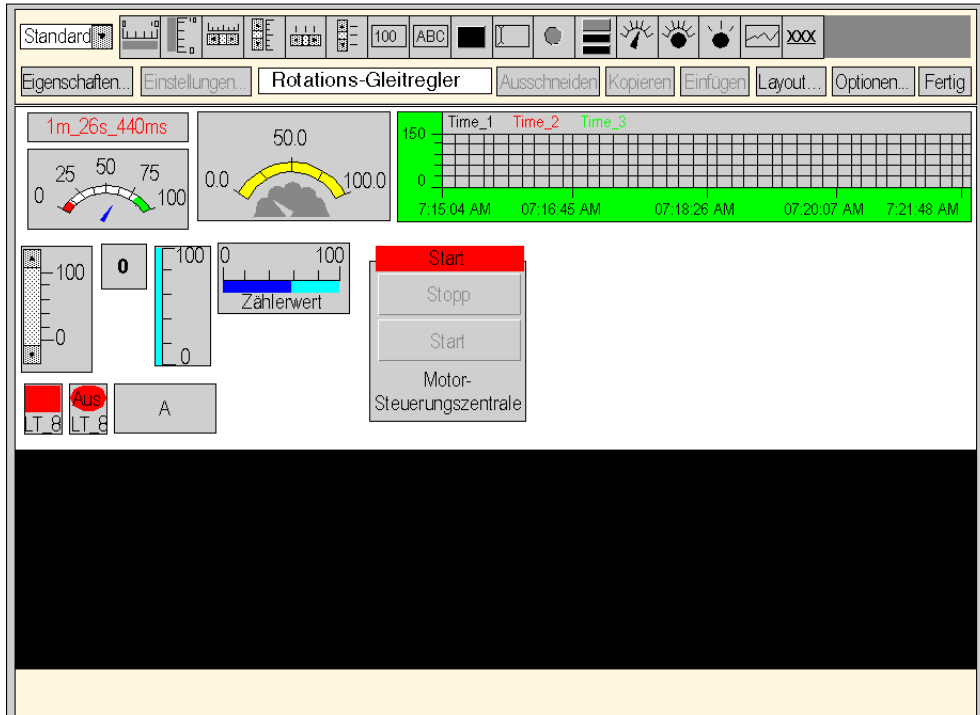 Standard
100
ABC
XXX
Eigenschaften...
Einstellungen...
Rotations-Gleitregler
Ausschneiden
Kopieren
Einfügen
Layout...
Optionen...
Fertig
1m_26s_440ms
0 25 50 75 100
50.0
0.0 100.0
Time_1 Time_2 Time_3
150
0
7:15:04 AM 07:16:45 AM 07:18:26 AM 07:20:07 AM 7:21:48 AM
100
0
0
100
0
0 100
Zählerwert
Start
Stopp
Start
Motor-
Steuerungszentrale
LT_8
Aus
LT_8
A